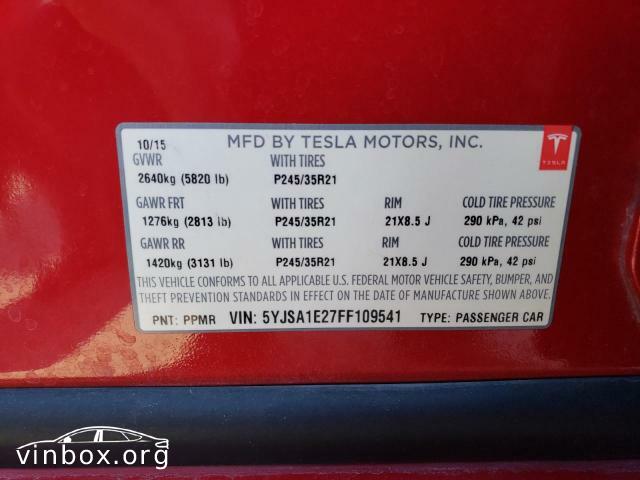 10/15 MFD BY TESLA MOTORS, INC.
GVWR WITH TIRES
2640kg (5820 lb) P245/35R21
TESLA
GAWR FRT WITH TIRES RIM COLD TIRE PRESSURE
1276kg (2813 lb) P245/35R21 21X8.5 J 290 kPa, 42 psi
GAWR RR WITH TIRES RIM COLD TIRE PRESSURE
1420kg (3131 lb) P245/35R21 21X8.5 J 290 kPa, 42 psi
THIS VEHICLE CONFORMS TO ALL APPLICABLE U.S. FEDERAL MOTOR VEHICLE SAFETY, BUMPER, AND
THEFT PREVENTION STANDARDS IN EFFECT ON THE DATE OF MANUFACTURE SHOWN ABOVE.
PNT: PPMR VIN: 5YJSA1E27FF109541 TYPE: PASSENGER CAR
vinbox.org